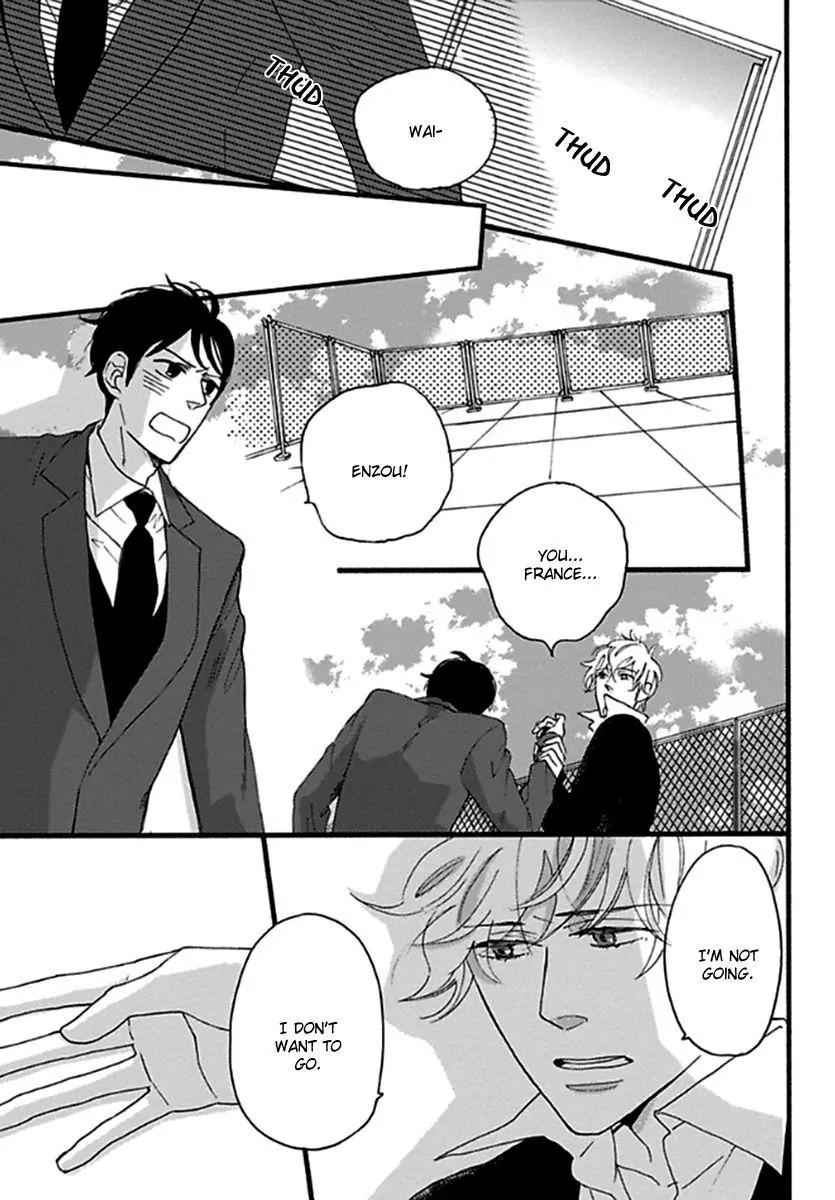 THUD
THUD
WAI-
THUD
ENZOU!
YOU...
FRANCE...
I'M NOT
GOING.
I DON'T
WANT TO
GO.